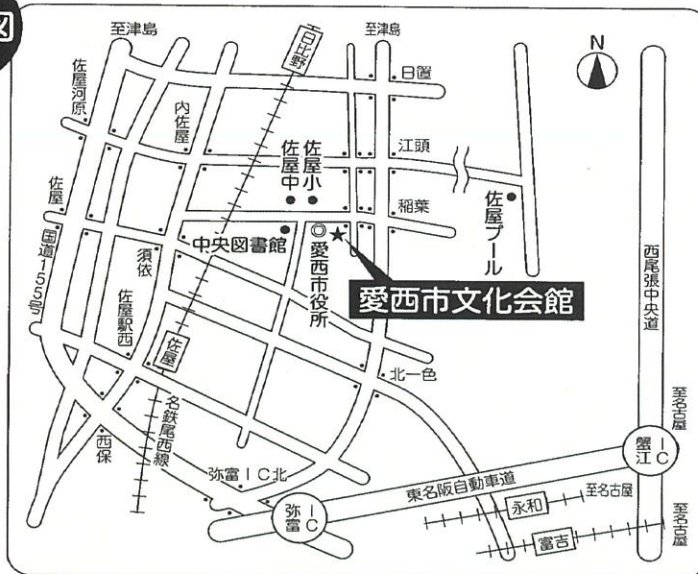 図
至津島
至津島
N
日比野
日置
佐屋河原
内佐屋
佐屋中
佐屋小
江頭
佐屋
稲葉
佐屋プール
国道155号
須依
中央図書館
愛西市役所
西尾張中央道
愛西市文化会館
佐屋駅西
佐屋
北一色
至名古屋
名鉄尾西線
西保
弥富IC北
蟹江IC
東名阪自動車道
弥富IC
永和
至名古屋
富吉
至名古屋